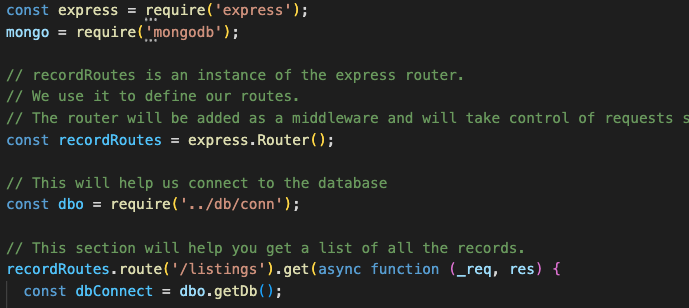 const express = require('express');
mongo = require('mongodb');
// recordRoutes is an instance of the express router.
// We use it to define our routes.
// The router will be added as a middleware and will take control of requests s
const recordRoutes = express.Router();
// This will help us connect to the database
const dbo = require('../db/conn');
// This section will help you get a list of all the records.
recordRoutes.route('/listings').get(async function (_req, res) {
  const dbConnect = dbo.getDb();